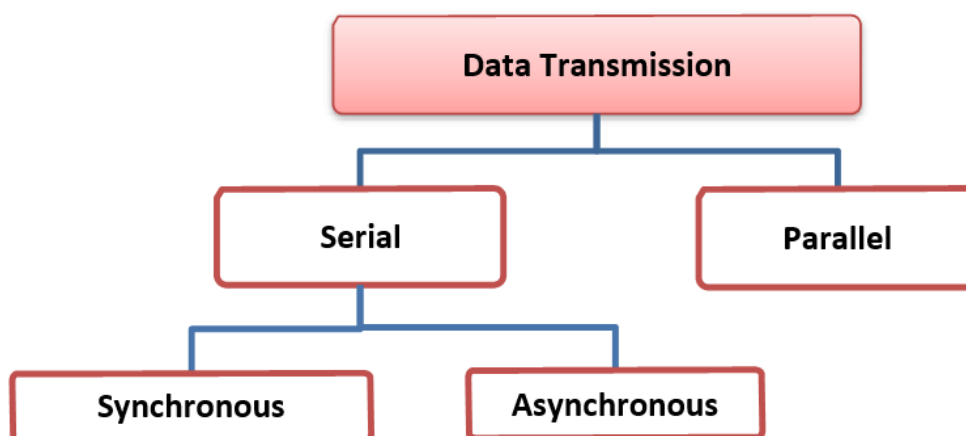 Data Transmission
Serial
Parallel
Synchronous
Asynchronous